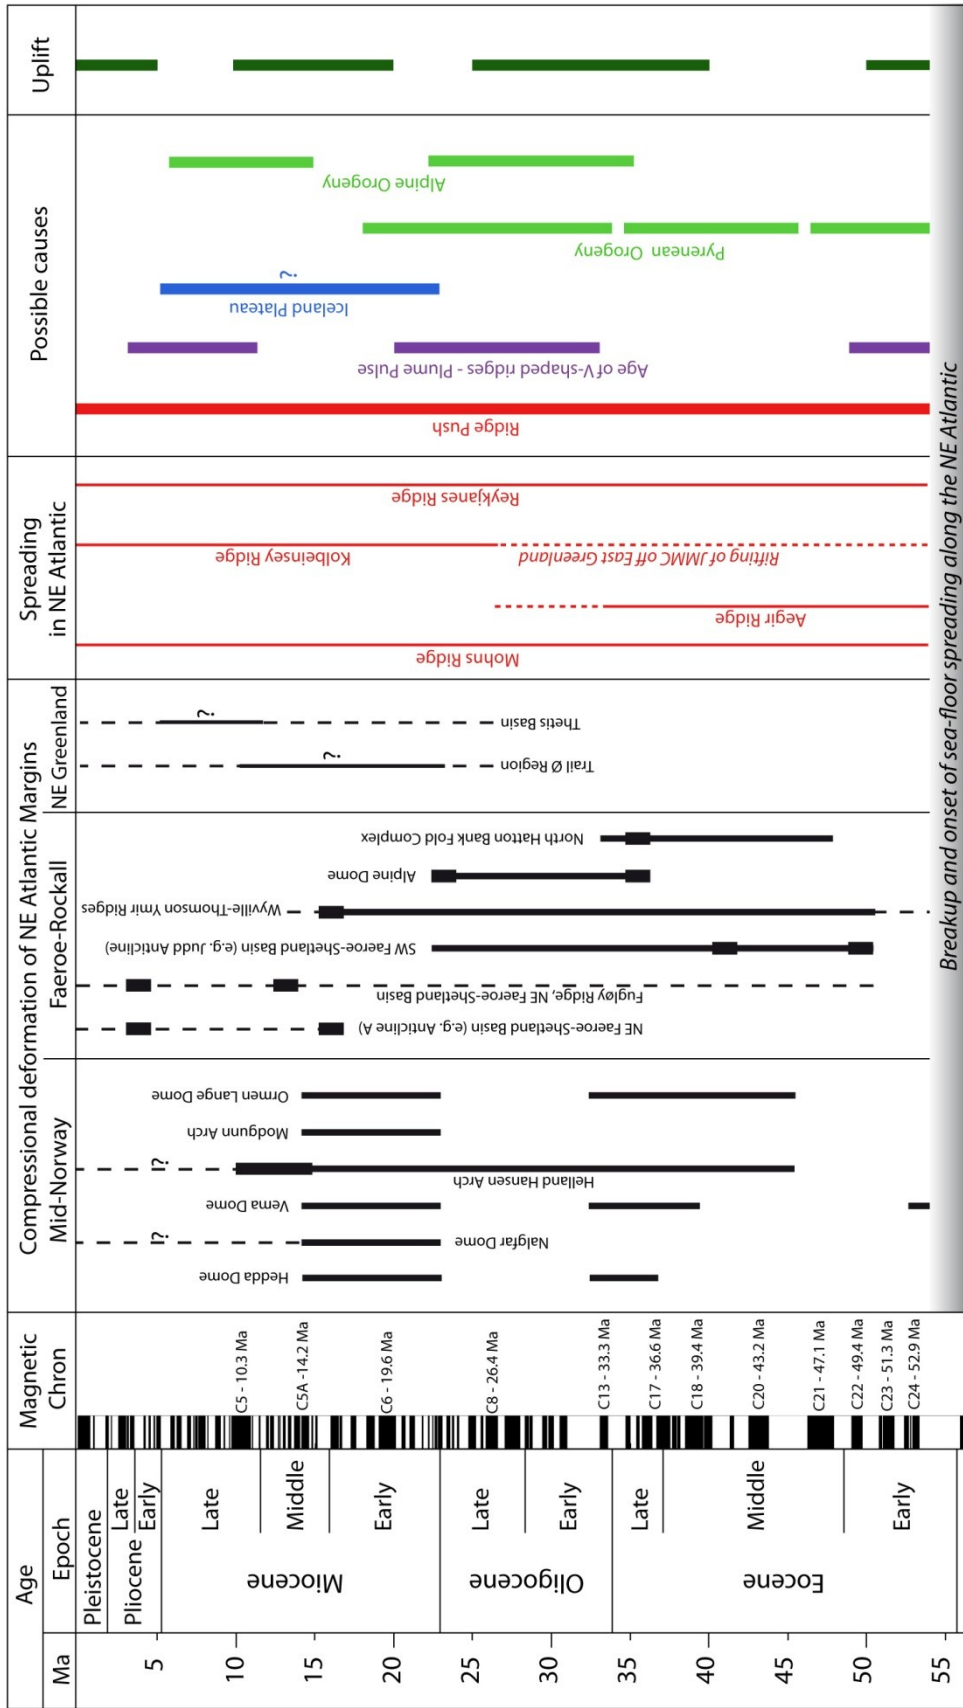 Age
Ma
Epoch
Magnetic
Chron
Compressional deformation of NE Atlantic Margins
Mid-Norway
Faeroe-Rockall
NE Greenland
Spreading
in NE Atlantic
Possible causes
Uplift
5
10
15
20
25
30
35
40
45
50
55
Pleistocene
Pliocene
Late
Early
Miocene
Late
Middle
Early
Oligocene
Late
Early
Eocene
Late
Middle
Early
C5 - 10.3 Ma
C5A -14.2 Ma
C6 - 19.6 Ma
C8 - 26.4 Ma
C13 - 33.3 Ma
C17 - 36.6 Ma
C18 - 39.4 Ma
C20 - 43.2 Ma
C21 - 47.1 Ma
C22 - 49.4 Ma
C23 - 51.3 Ma
C24 - 52.9 Ma
Hedda Dome
?
Nalgfar Dome
Vema Dome
?
Helland Hansen Arch
Modgunn Arch
Ormen Lange Dome
NE Faeroe-Shetland Basin (e.g. Anticline A)
Fugløy Ridge, NE Faeroe-Shetland Basin
SW Faeroe-Shetland Basin (e.g. Judd Anticline)
Wyville-Thomson Ymir Ridges
Alpine Dome
North Hatton Bank Fold Complex
?
Trail Ø Region
?
Thetis Basin
Mohns Ridge
Aegir Ridge
Kolbeinsey Ridge
Rifting of JMMC off East Greenland
Reykjanes Ridge
Ridge Push
Age of V-shaped ridges - Plume Pulse
Iceland Plateau
?
Pyrenean Orogeny
Alpine Orogeny
Breakup and onset of sea-floor spreading along the NE Atlantic